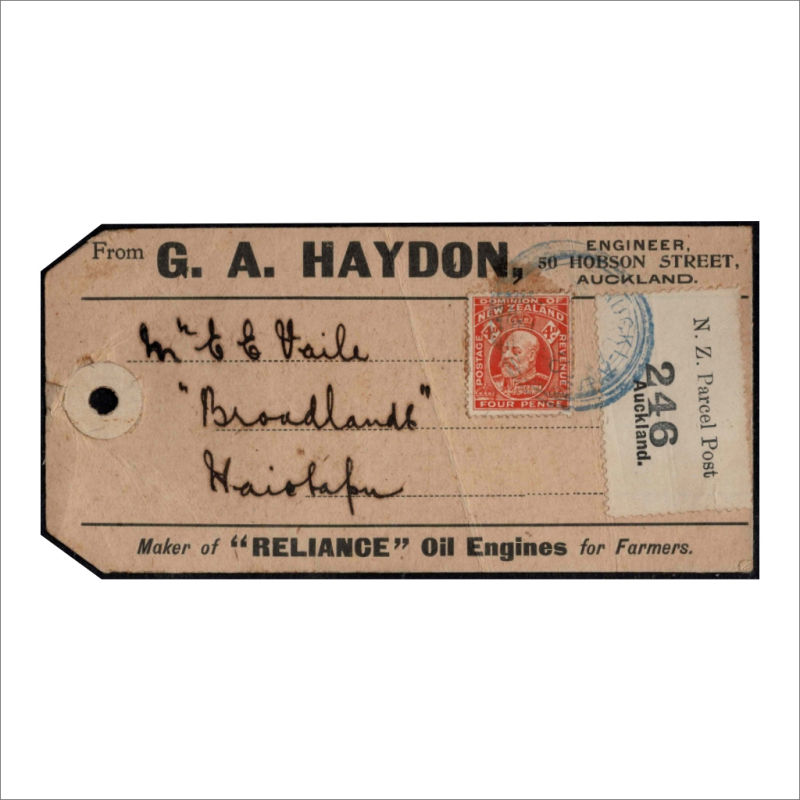 From G. A. HAYDON,
ENGINEER,
50 HOBSON STREET,
AUCKLAND.
Mr E E Vaile
"Broadlands"
Waiotapu
DOMINION OF
NEW ZEALAND
POSTAGE
REVENUE
FOUR PENCE
AUCKLAND
N. Z. Parcel Post
246
Auckland.
Maker of "RELIANCE" Oil Engines for Farmers.